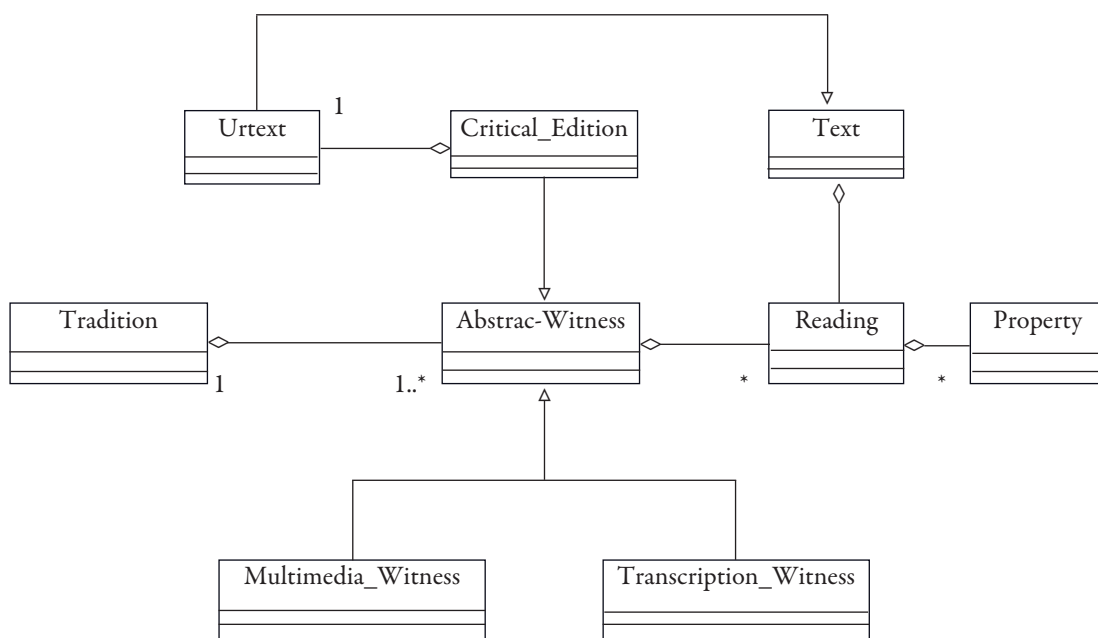 1
Urtext
Critical_Edition
Text
Tradition
Abstrac-Witness
Reading
Property
1
1..*
*
*
Multimedia_Witness
Transcription_Witness